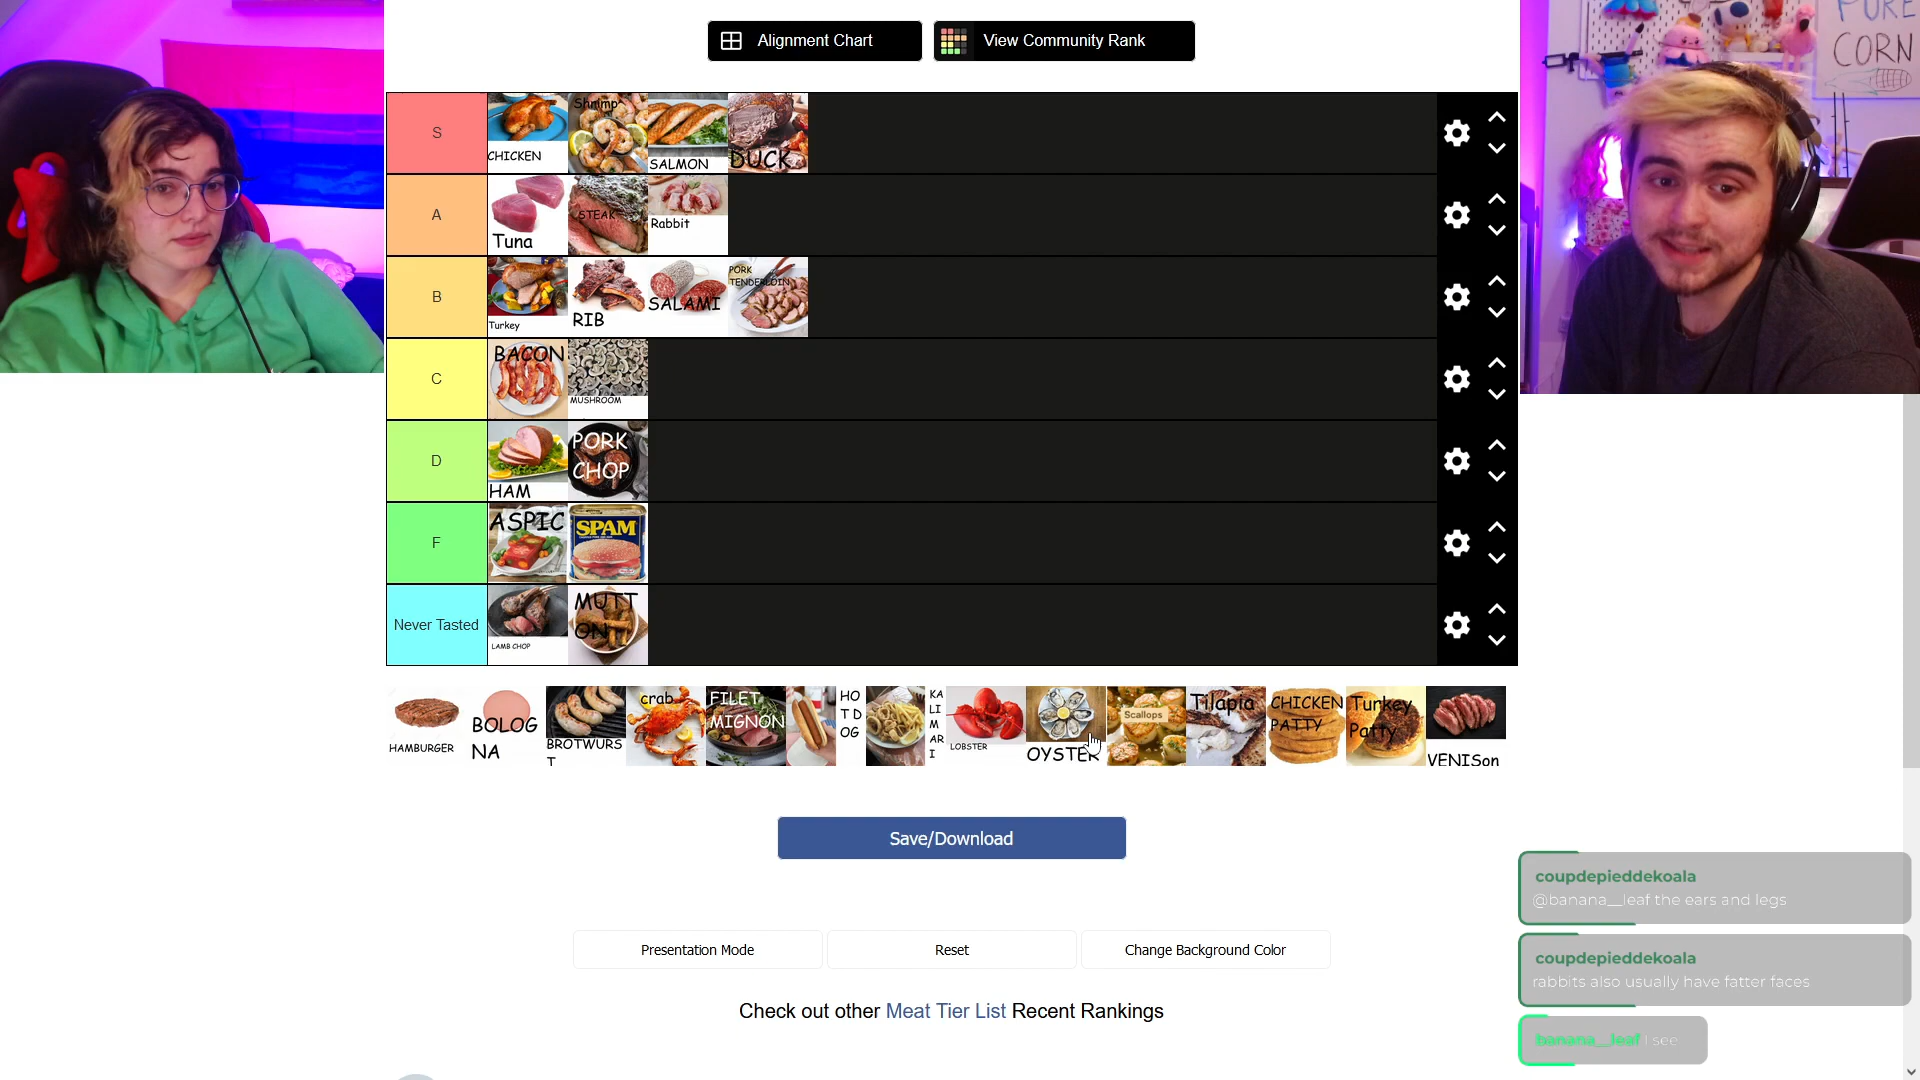 Alignment Chart
View Community Rank
PURE
CORN
S
CHICKEN
Shrimp
SALMON
DUCK
A
Tuna
STEAK
Rabbit
B
Turkey
RIB
SALAMI
PORK
TENDERLOIN
C
BACON
MUSHROOM
D
HAM
PORK
CHOP
F
ASPIC
SPAM
Never Tasted
LAMB CHOP
MUTT
ON
HAMBURGER
BOLOG
NA
BROTWURS
T
crab
FILET
MIGNON
HO
T D
OG
KA
LI
M
AR
I
LOBSTER
OYSTER
Scallops
Tilapia
CHICKEN
PATTY
Turkey
Patty
VENISon
Save/Download
Presentation Mode
Reset
Change Background Color
Check out other Meat Tier List Recent Rankings
coupdepieddekoala
@banana__leaf the ears and legs
coupdepieddekoala
rabbits also usually have fatter faces
banana__leaf I see